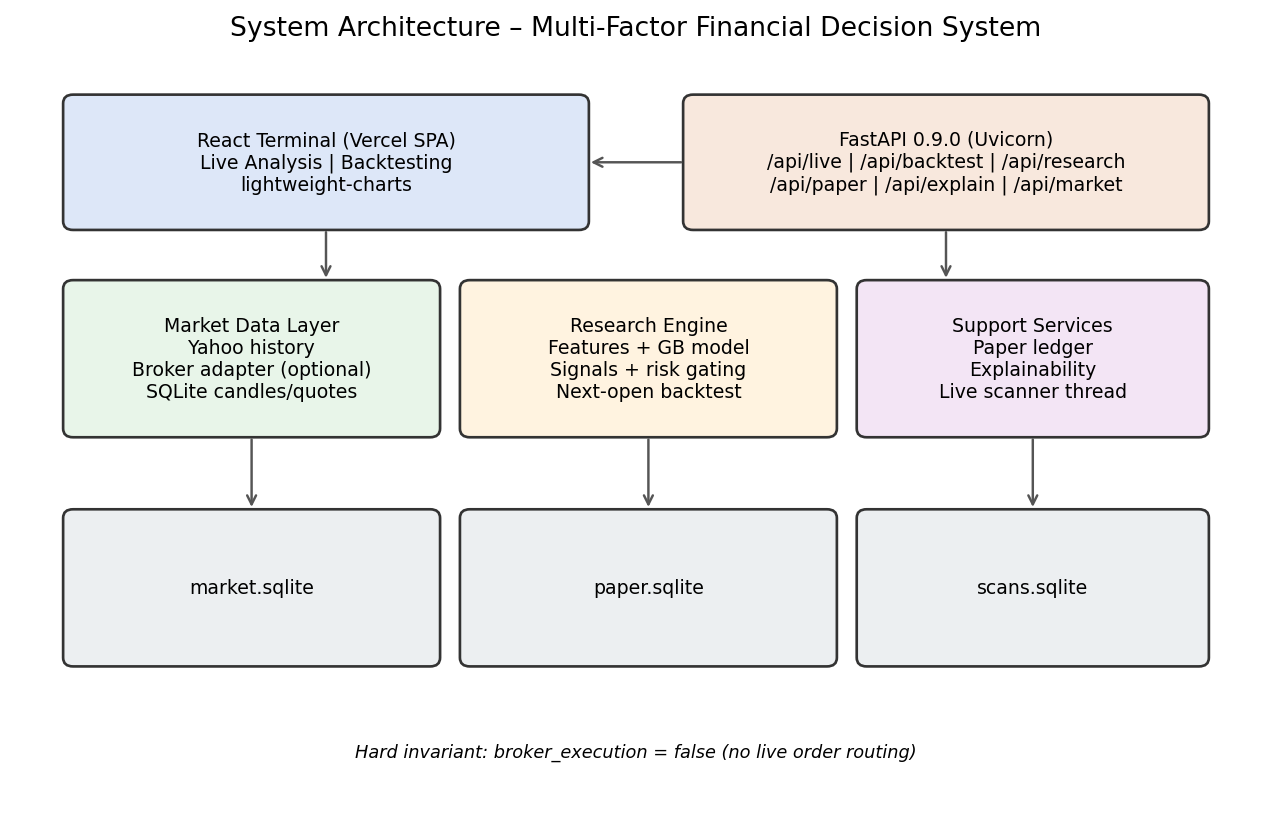 System Architecture – Multi-Factor Financial Decision System
React Terminal (Vercel SPA)
Live Analysis | Backtesting
lightweight-charts
FastAPI 0.9.0 (Uvicorn)
/api/live | /api/backtest | /api/research
/api/paper | /api/explain | /api/market
Market Data Layer
Yahoo history
Broker adapter (optional)
SQLite candles/quotes
Research Engine
Features + GB model
Signals + risk gating
Next-open backtest
Support Services
Paper ledger
Explainability
Live scanner thread
market.sqlite
paper.sqlite
scans.sqlite
Hard invariant: broker_execution = false (no live order routing)